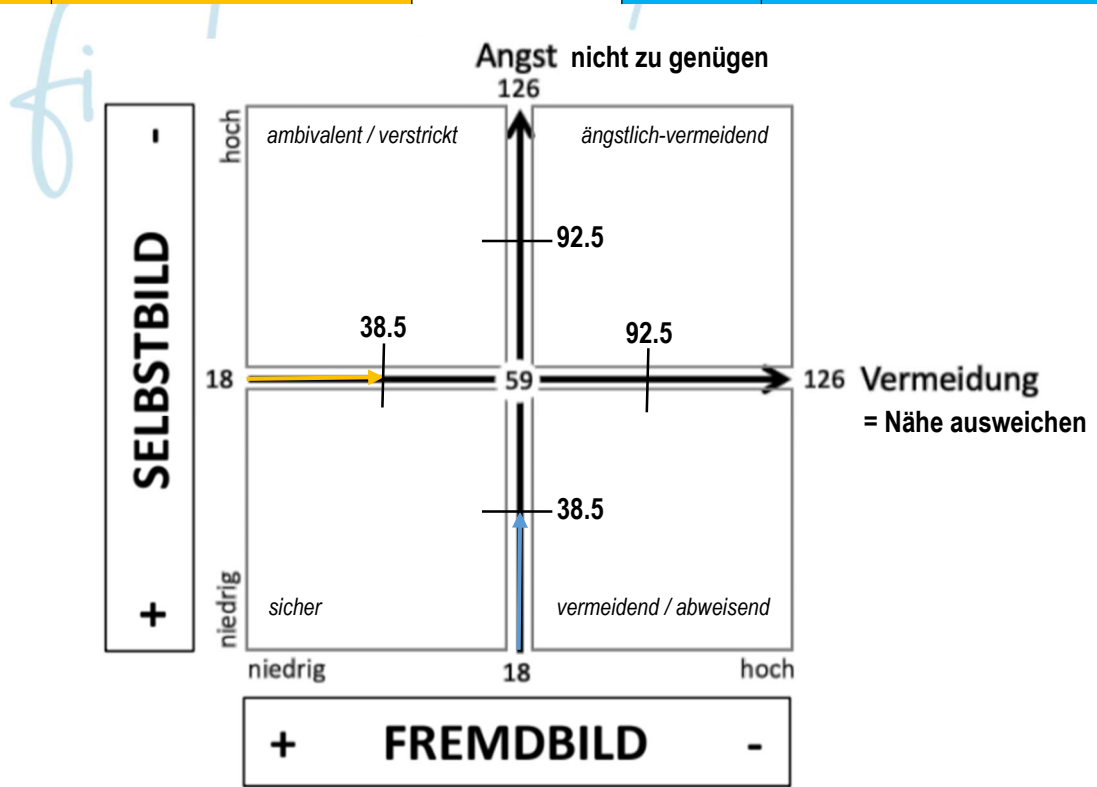 Angst nicht zu genügen
126
hoch
ambivalent / verstrickt
ängstlich-vermeidend
-
SELBSTBILD
+
92.5
38.5
92.5
18
59
126 Vermeidung
= Nähe ausweichen
38.5
niedrig
sicher
vermeidend / abweisend
niedrig
18
hoch
+ FREMDBILD -